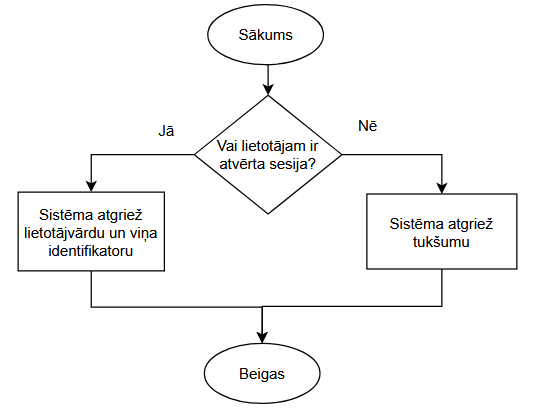 Sākums
Jā
Nē
Vai lietotājam ir
atvērta sesija?
Sistēma atgriež
lietotājvārdu un viņa
identifikatoru
Sistēma atgriež
tukšumu
Beigas